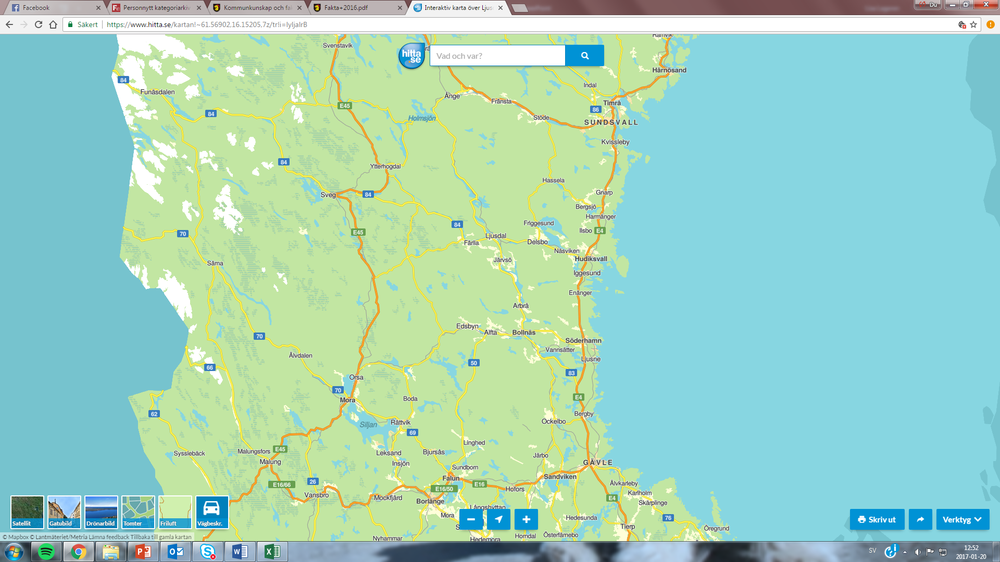 Facebook
Personnytt kategoriarkiv
Kommunkunskap och fak
Fakta+2016.pdf
Interaktiv karta över Ljus
Du
Säkert
https://www.hitta.se/kartan!~61.56902,16.15205,7z/tr!i=lyIjalrB
Svenstavik
hitta
se
Vad och var?
Ramvik
Härnösand
84
Funäsdalen
Indal
Ånge
Fränsta
Timrå
E45
84
86
Holmsjön
Stöde
SUNDSVALL
Kvissleby
84
Ytterhogdal
Hassela
Sveg
84
Gnarp
Bergsjö
Harmånger
84
Friggesund
Ilsbo
E4
70
E45
Ljusdal
Färila
Delsbo
Näsviken
Järvsö
Hudiksvall
Särna
Iggesund
Enånger
Arbrå
Edsbyn
Alfta
Bollnäs
70
Söderhamn
Vannsätter
Älvdalen
Ljusne
66
50
83
Orsa
70
Mora
Boda
E4
62
Bergby
Siljan
Rättvik
Ockelbo
69
Linghed
E45
Malungsfors
Sysslebäck
Leksand
Bjursås
Järbo
Malung
Insjön
GÄVLE
Sundborn
Falun
Sandviken
26
E16/66
E16
E16/50
Hofors
Älvkarleby
Vansbro
Mockfjärd
Borlänge
Karlholm
E4
Skärplinge
Långshyttan
Mora
Hedesunda
76
Tierp
Öregrund
Horndal
Österfärnebo
Nyhammar
Hedemora
Satellit
Gatubild
Drönarbild
Tomter
Friluft
Vägbeskr.
Skriv ut
Verktyg
© Mapbox © Lantmäteriet/Metria Lämna feedback Tillbaka till gamla kartan
SV
12:52
2017-01-20